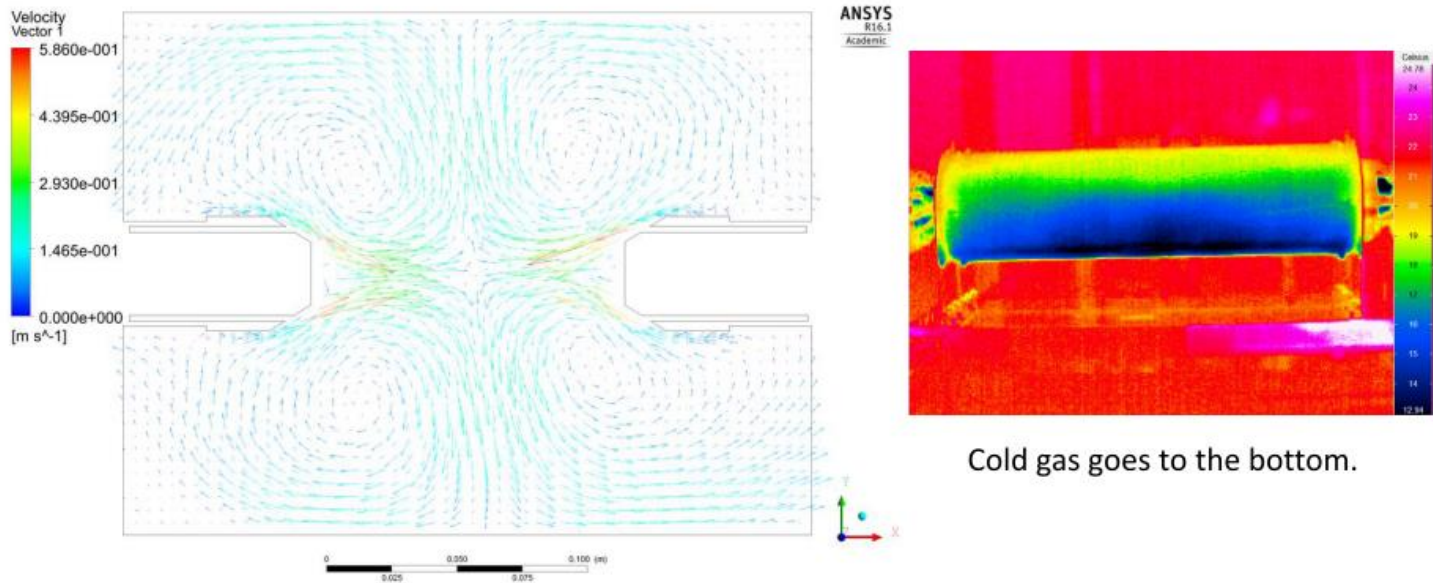 Velocity
Vector 1
5.860e-001
4.395e-001
2.930e-001
1.465e-001
0.000e+000
[m s^-1]
ANSYS
R16.1
Academic
Y
X
0
0.050
0.100 (m)
0.025
0.075
Celsius
24.78
24
23
22
21
20
19
18
17
16
15
14
12.94
Cold gas goes to the bottom.